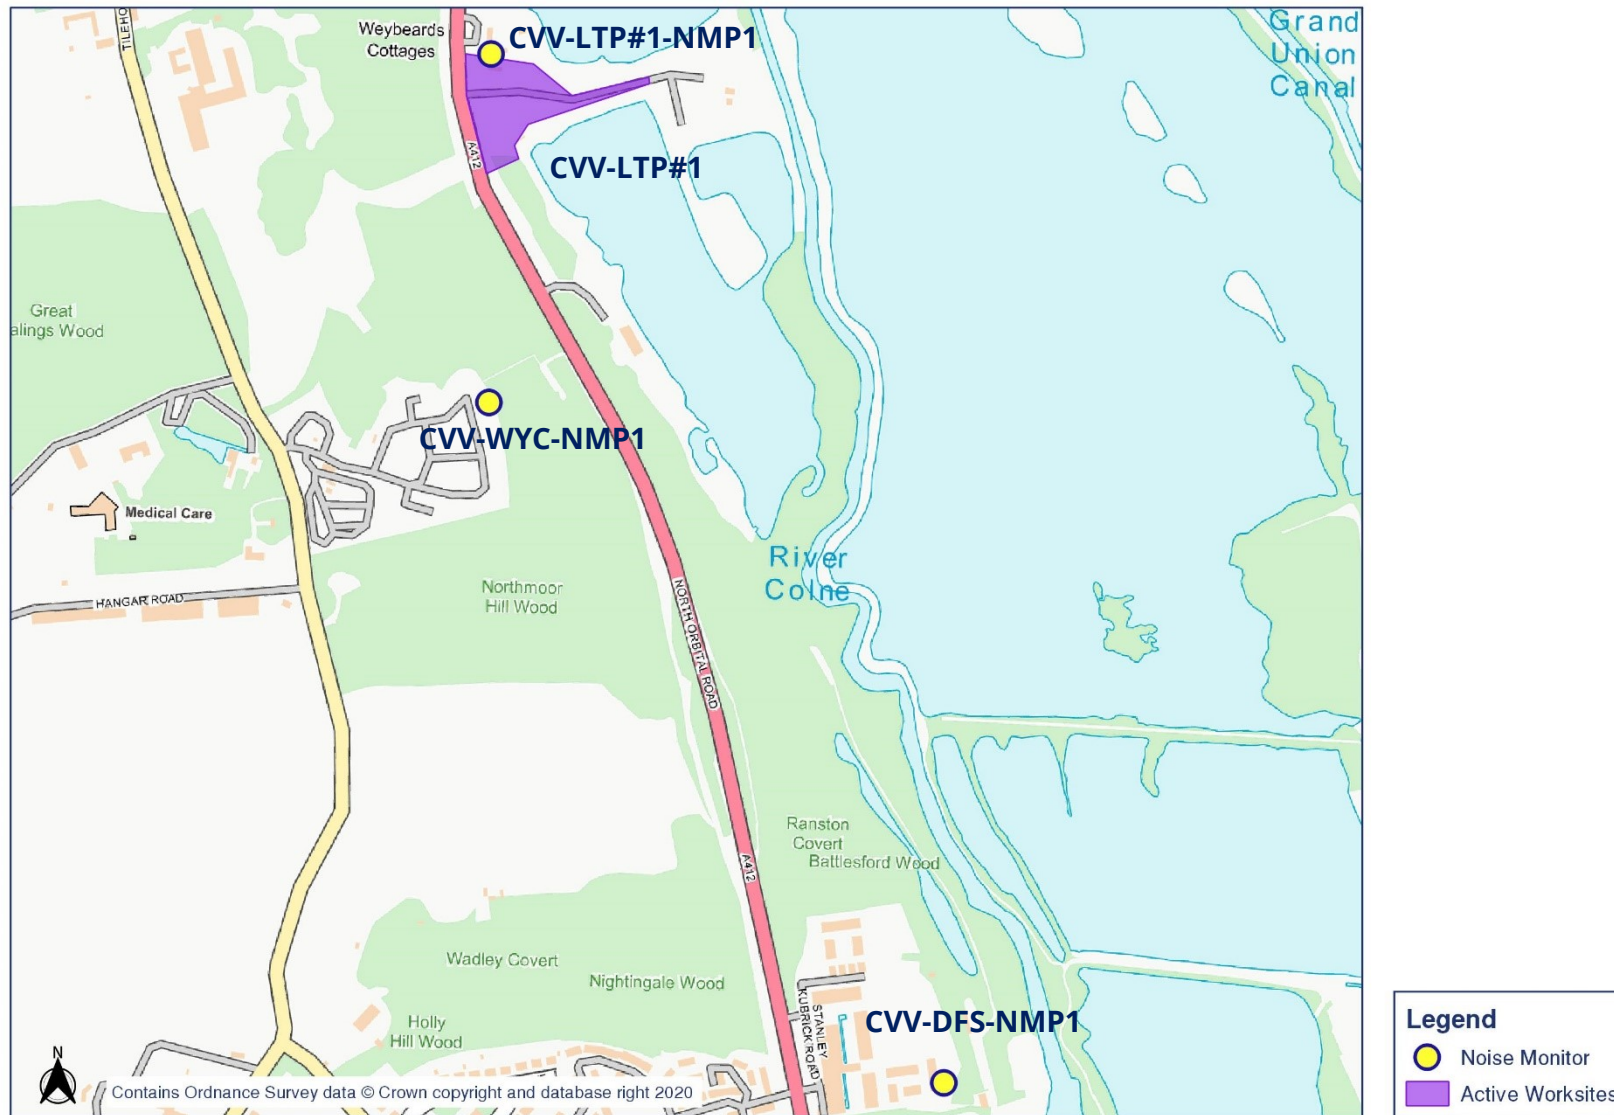 TILEHO
Weybeards
Cottages
CVV-LTP#1-NMP1
Grand
Union
Canal
A412
CVV-LTP#1
Great
alings Wood
CVV-WYC-NMP1
Medical Care
River
Colne
Northmoor
Hill Wood
HANGAR ROAD
NORTH ORBITAL ROAD
Ranston
Covert
Battlesford Wood
A412
Wadley Covert
Nightingale Wood
STANLEY
KUBRICK ROAD
CVV-DFS-NMP1
Holly
Hill Wood
N
Contains Ordnance Survey data © Crown copyright and database right 2020
Legend
Noise Monitor
Active Worksites